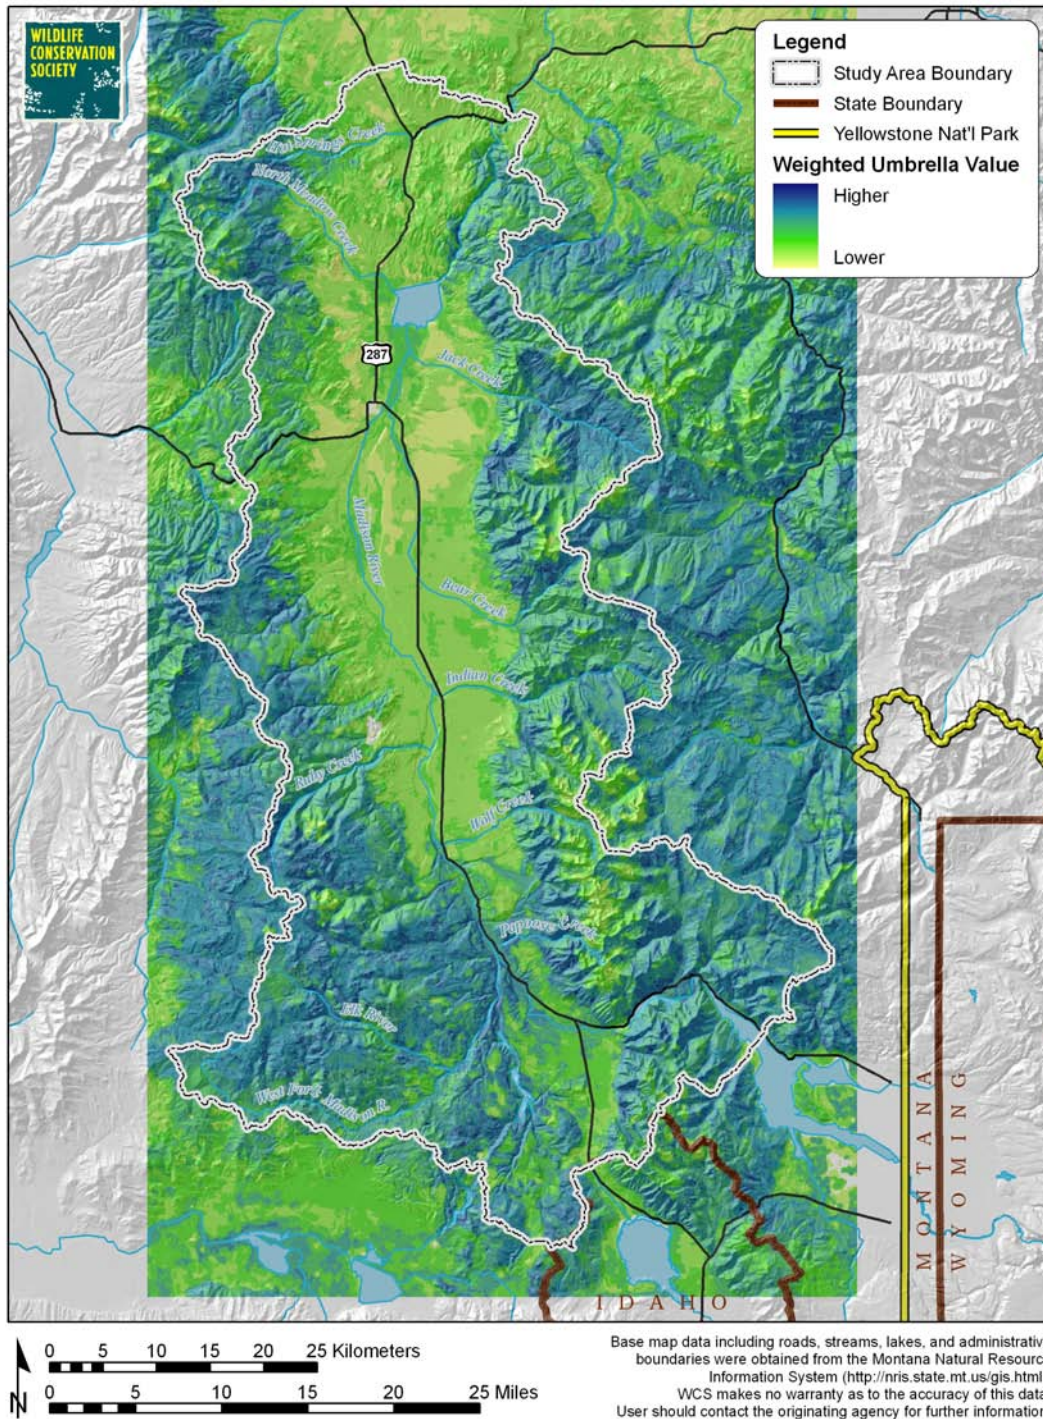 WILDLIFE
CONSERVATION
SOCIETY
Legend
Study Area Boundary
State Boundary
Yellowstone Nat'l Park
Weighted Umbrella Value
Higher
Lower
Hot Springs Creek
North Meadow Creek
287
Jack Creek
Madison River
Bear Creek
Indian Creek
Ruby Creek
Wolf Creek
Papoose Creek
Elk River
West Fork Madison R.
MONTANA
WYOMING
IDAHO
0 5 10 15 20 25 Kilometers
0 5 10 15 20 25 Miles
N
Base map data including roads, streams, lakes, and administrativ
boundaries were obtained from the Montana Natural Resourc
Information System (http://nris.state.mt.us/gis.html
WCS makes no warranty as to the accuracy of this data
User should contact the originating agency for further information